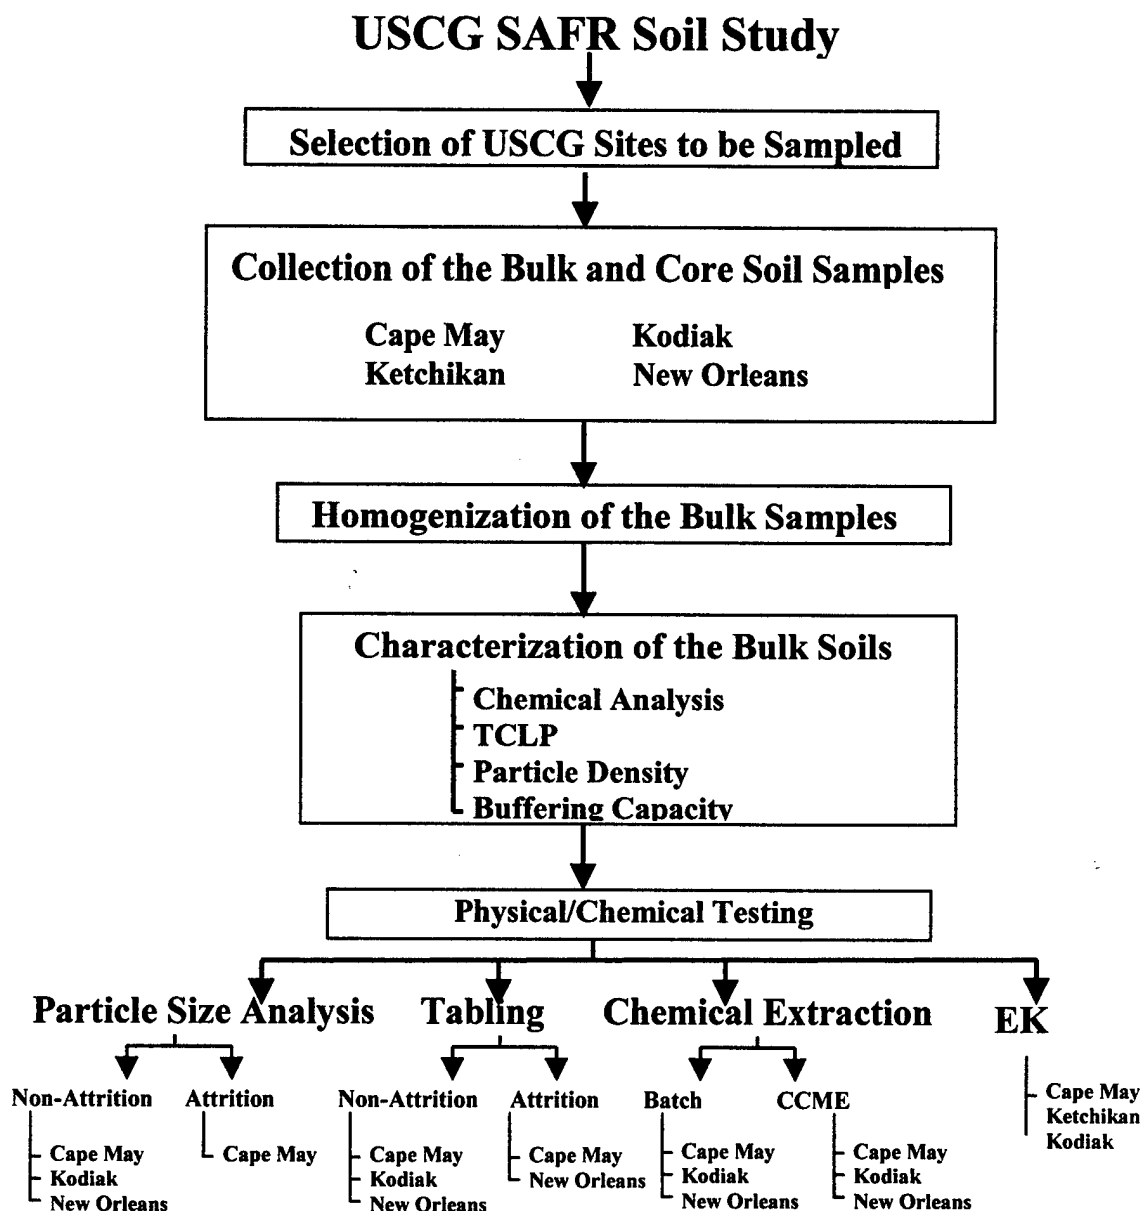 USCG SAFR Soil Study
Selection of USCG Sites to be Sampled
Collection of the Bulk and Core Soil Samples
Cape May Kodiak
Ketchikan New Orleans
Homogenization of the Bulk Samples
Characterization of the Bulk Soils
Chemical Analysis
TCLP
Particle Density
Buffering Capacity
Physical/Chemical Testing
Particle Size Analysis Tabling Chemical Extraction EK
Non-Attrition Attrition Non-Attrition Attrition Batch CCME
Cape May
Kodiak
New Orleans
Cape May
Cape May
Kodiak
New Orleans
Cape May
New Orleans
Cape May
Kodiak
New Orleans
Cape May
Kodiak
New Orleans
Cape May
Ketchikan
Kodiak